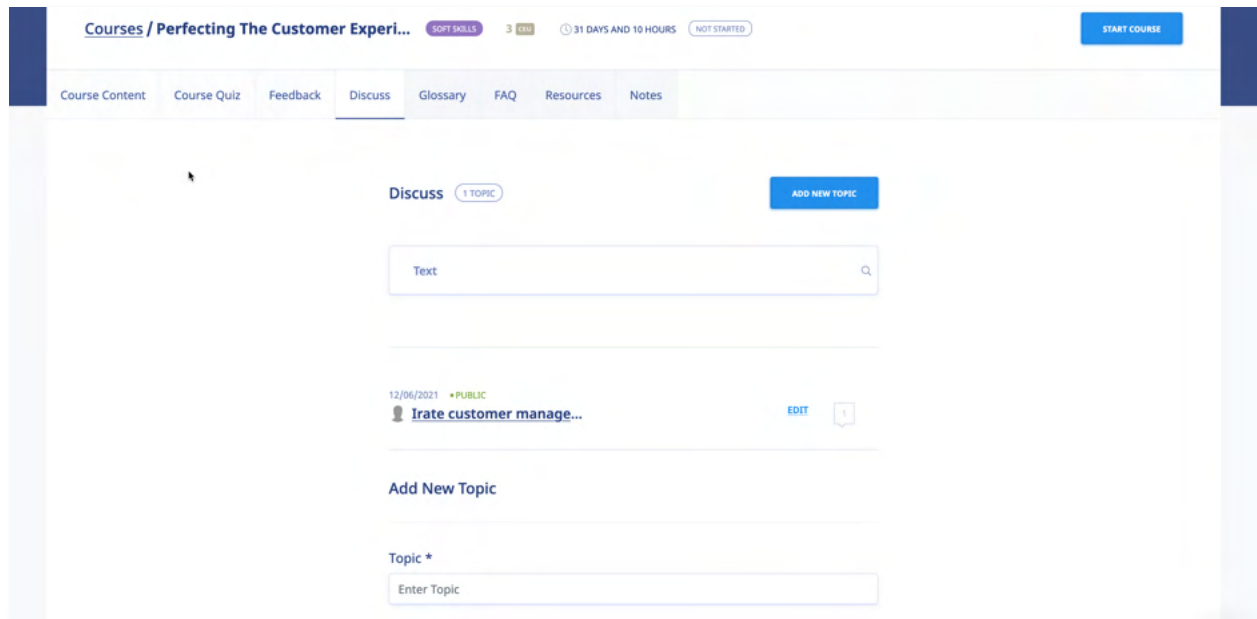 Courses / Perfecting The Customer Experi... SOFT SKILLS 3 CEU 31 DAYS AND 10 HOURS NOT STARTED START COURSE
Course Content Course Quiz Feedback Discuss Glossary FAQ Resources Notes
Discuss 1 TOPIC ADD NEW TOPIC
Text
12/06/2021 • PUBLIC
Irate customer manage... EDIT 1
Add New Topic
Topic *
Enter Topic